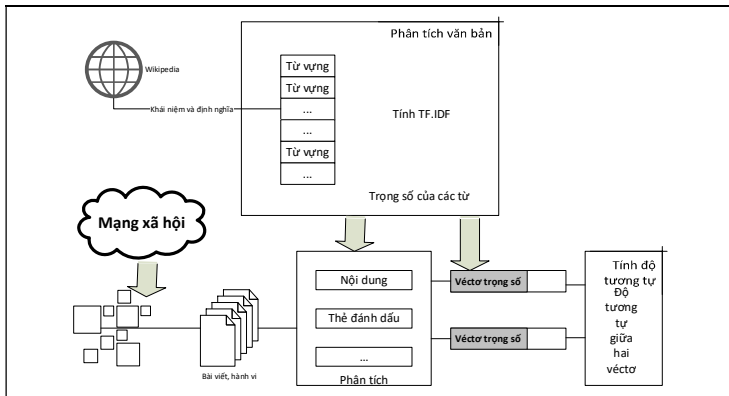 Phân tích văn bản
Wikipedia
Từ vựng
Từ vựng
...
...
Từ vựng
...
Khái niệm và định nghĩa
Tính TF.IDF
Trọng số của các từ
Mạng xã hội
Bài viết, hành vi
Nội dung
Thẻ đánh dấu
...
Phân tích
Véctơ trọng số
Véctơ trọng số
Tính độ
tương tự
Độ
tương
tự
giữa
hai
véctơ